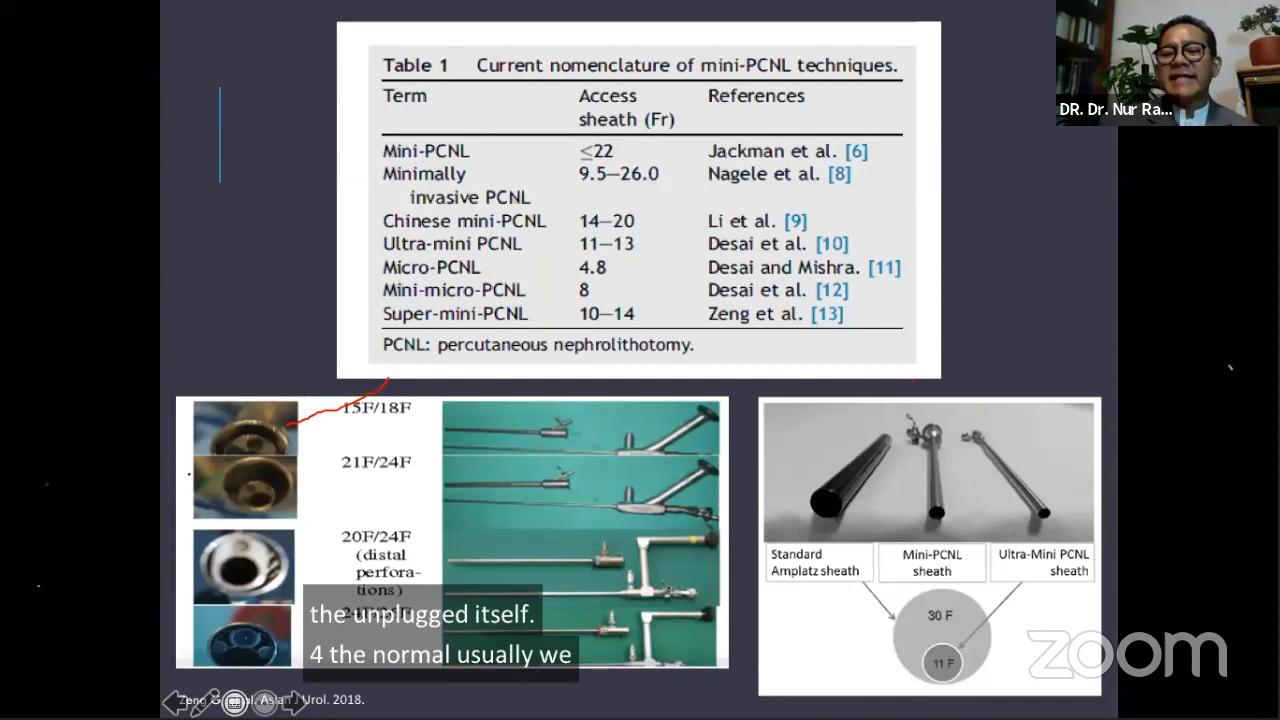 Table 1 Current nomenclature of mini-PCNL techniques.
Term Access sheath (Fr) References
Mini-PCNL ≤22 Jackman et al. [6]
Minimally invasive PCNL 9.5–26.0 Nagele et al. [8]
Chinese mini-PCNL 14–20 Li et al. [9]
Ultra-mini PCNL 11–13 Desai et al. [10]
Micro-PCNL 4.8 Desai and Mishra. [11]
Mini-micro-PCNL 8 Desai et al. [12]
Super-mini-PCNL 10–14 Zeng et al. [13]
PCNL: percutaneous nephrolithotomy.
DR. Dr. Nur Ra...
15F/18F
21F/24F
20F/24F
(distal
perfora-
tions)
the unplugged itself.
4 the normal usually we
Standard
Amplatz sheath
Mini-PCNL
sheath
Ultra-Mini PCNL
sheath
30 F
11 F
zoom
Zeng G Asian Urol. 2018.